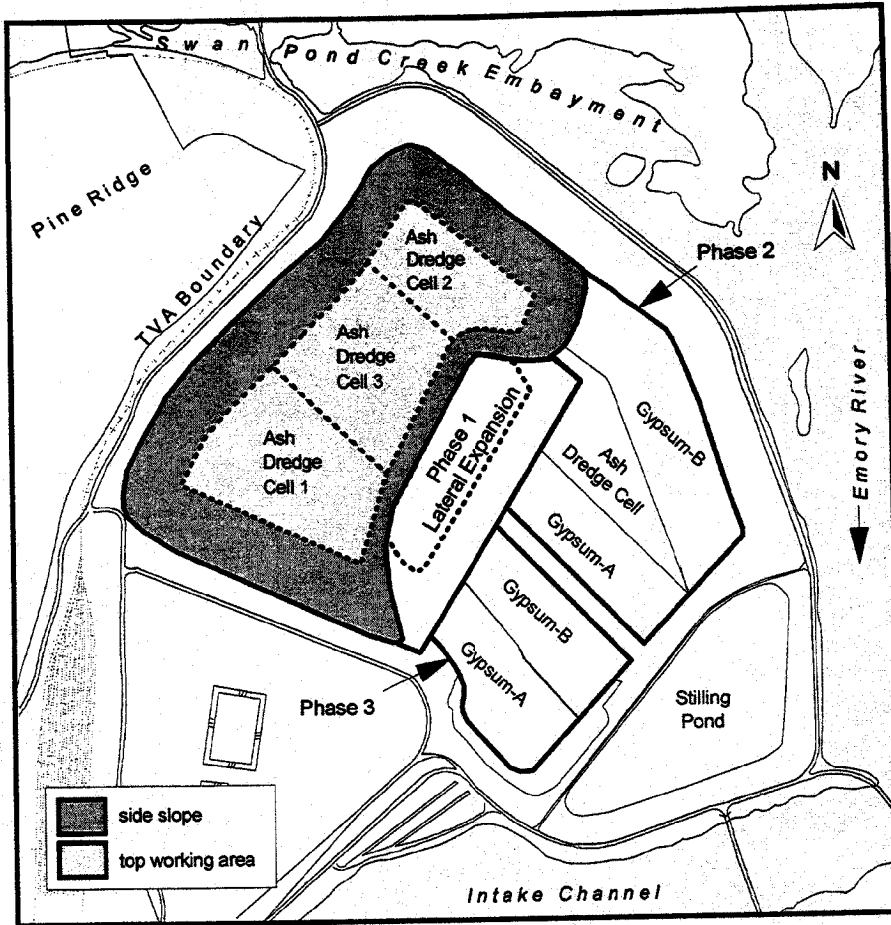 Swan Pond Creek Embayment
Pine Ridge
N
Ash
Dredge
Cell 2
Phase 2
TVA Boundary
Ash
Dredge
Cell 3
Emory River
Phase 1
Lateral Expansion
Gypsum-B
Ash
Dredge Cell
Ash
Dredge
Cell 1
Gypsum-A
Gypsum-B
Gypsum-A
Stilling
Pond
Phase 3
side slope
top working area
Intake Channel